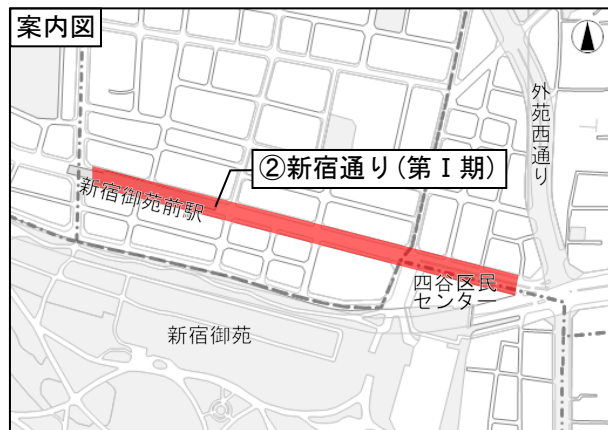 案内図
外苑西通り
②新宿通り(第Ⅰ期)
新宿御苑前駅
四谷区民
センター
新宿御苑